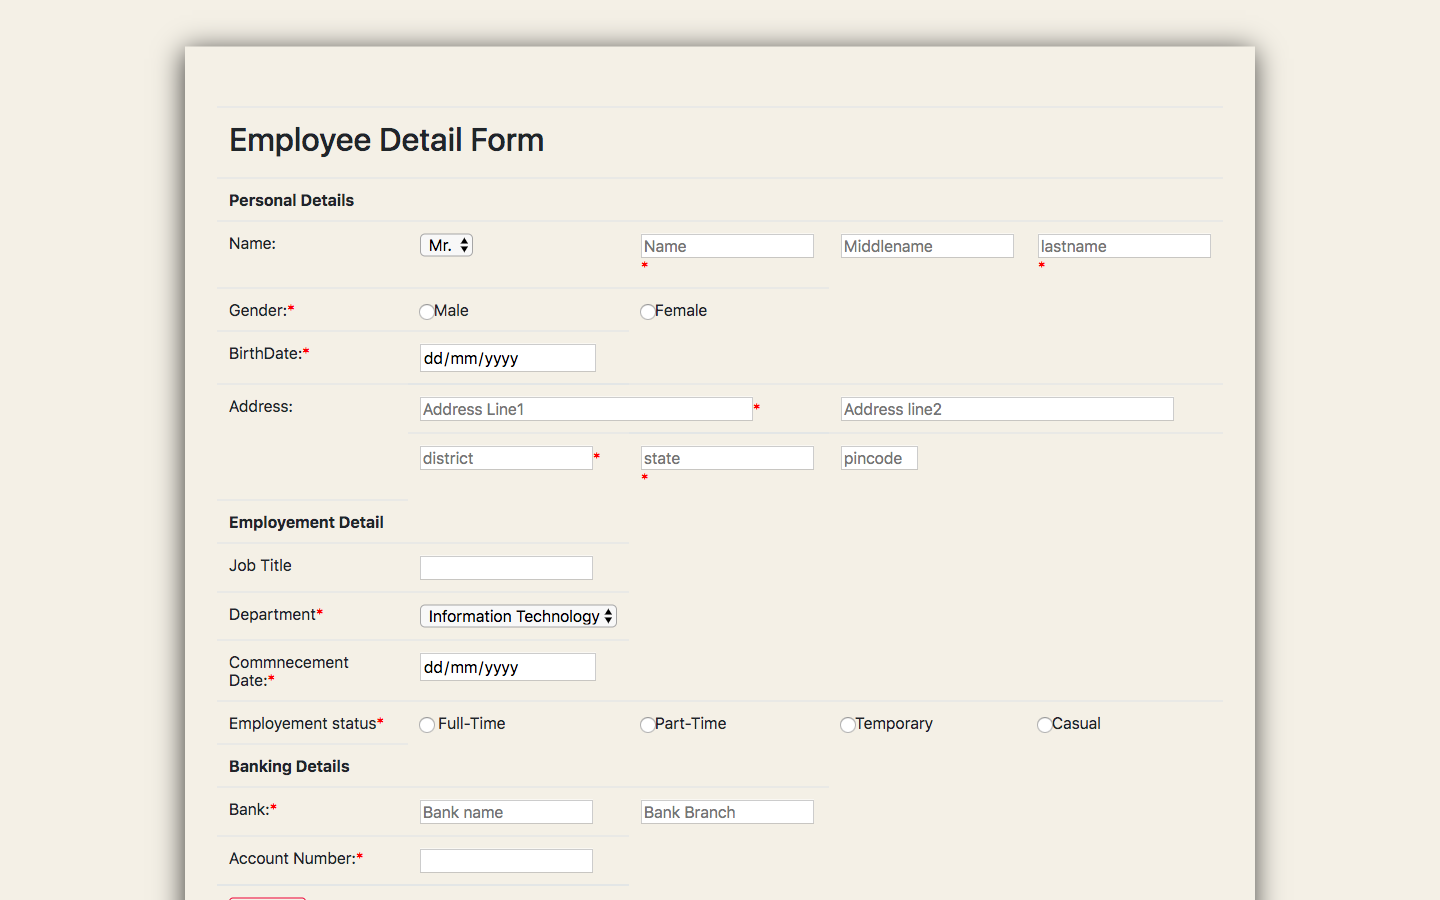 Employee Detail Form
Personal Details
Name: Mr. Name Middlename lastname
* *
Gender:* Male Female
BirthDate:* dd/mm/yyyy
Address: Address Line1 * Address line2
district * state pincode
*
Employement Detail
Job Title
Department* Information Technology
Commnecement
Date:* dd/mm/yyyy
Employement status* Full-Time Part-Time Temporary Casual
Banking Details
Bank:* Bank name Bank Branch
Account Number:*